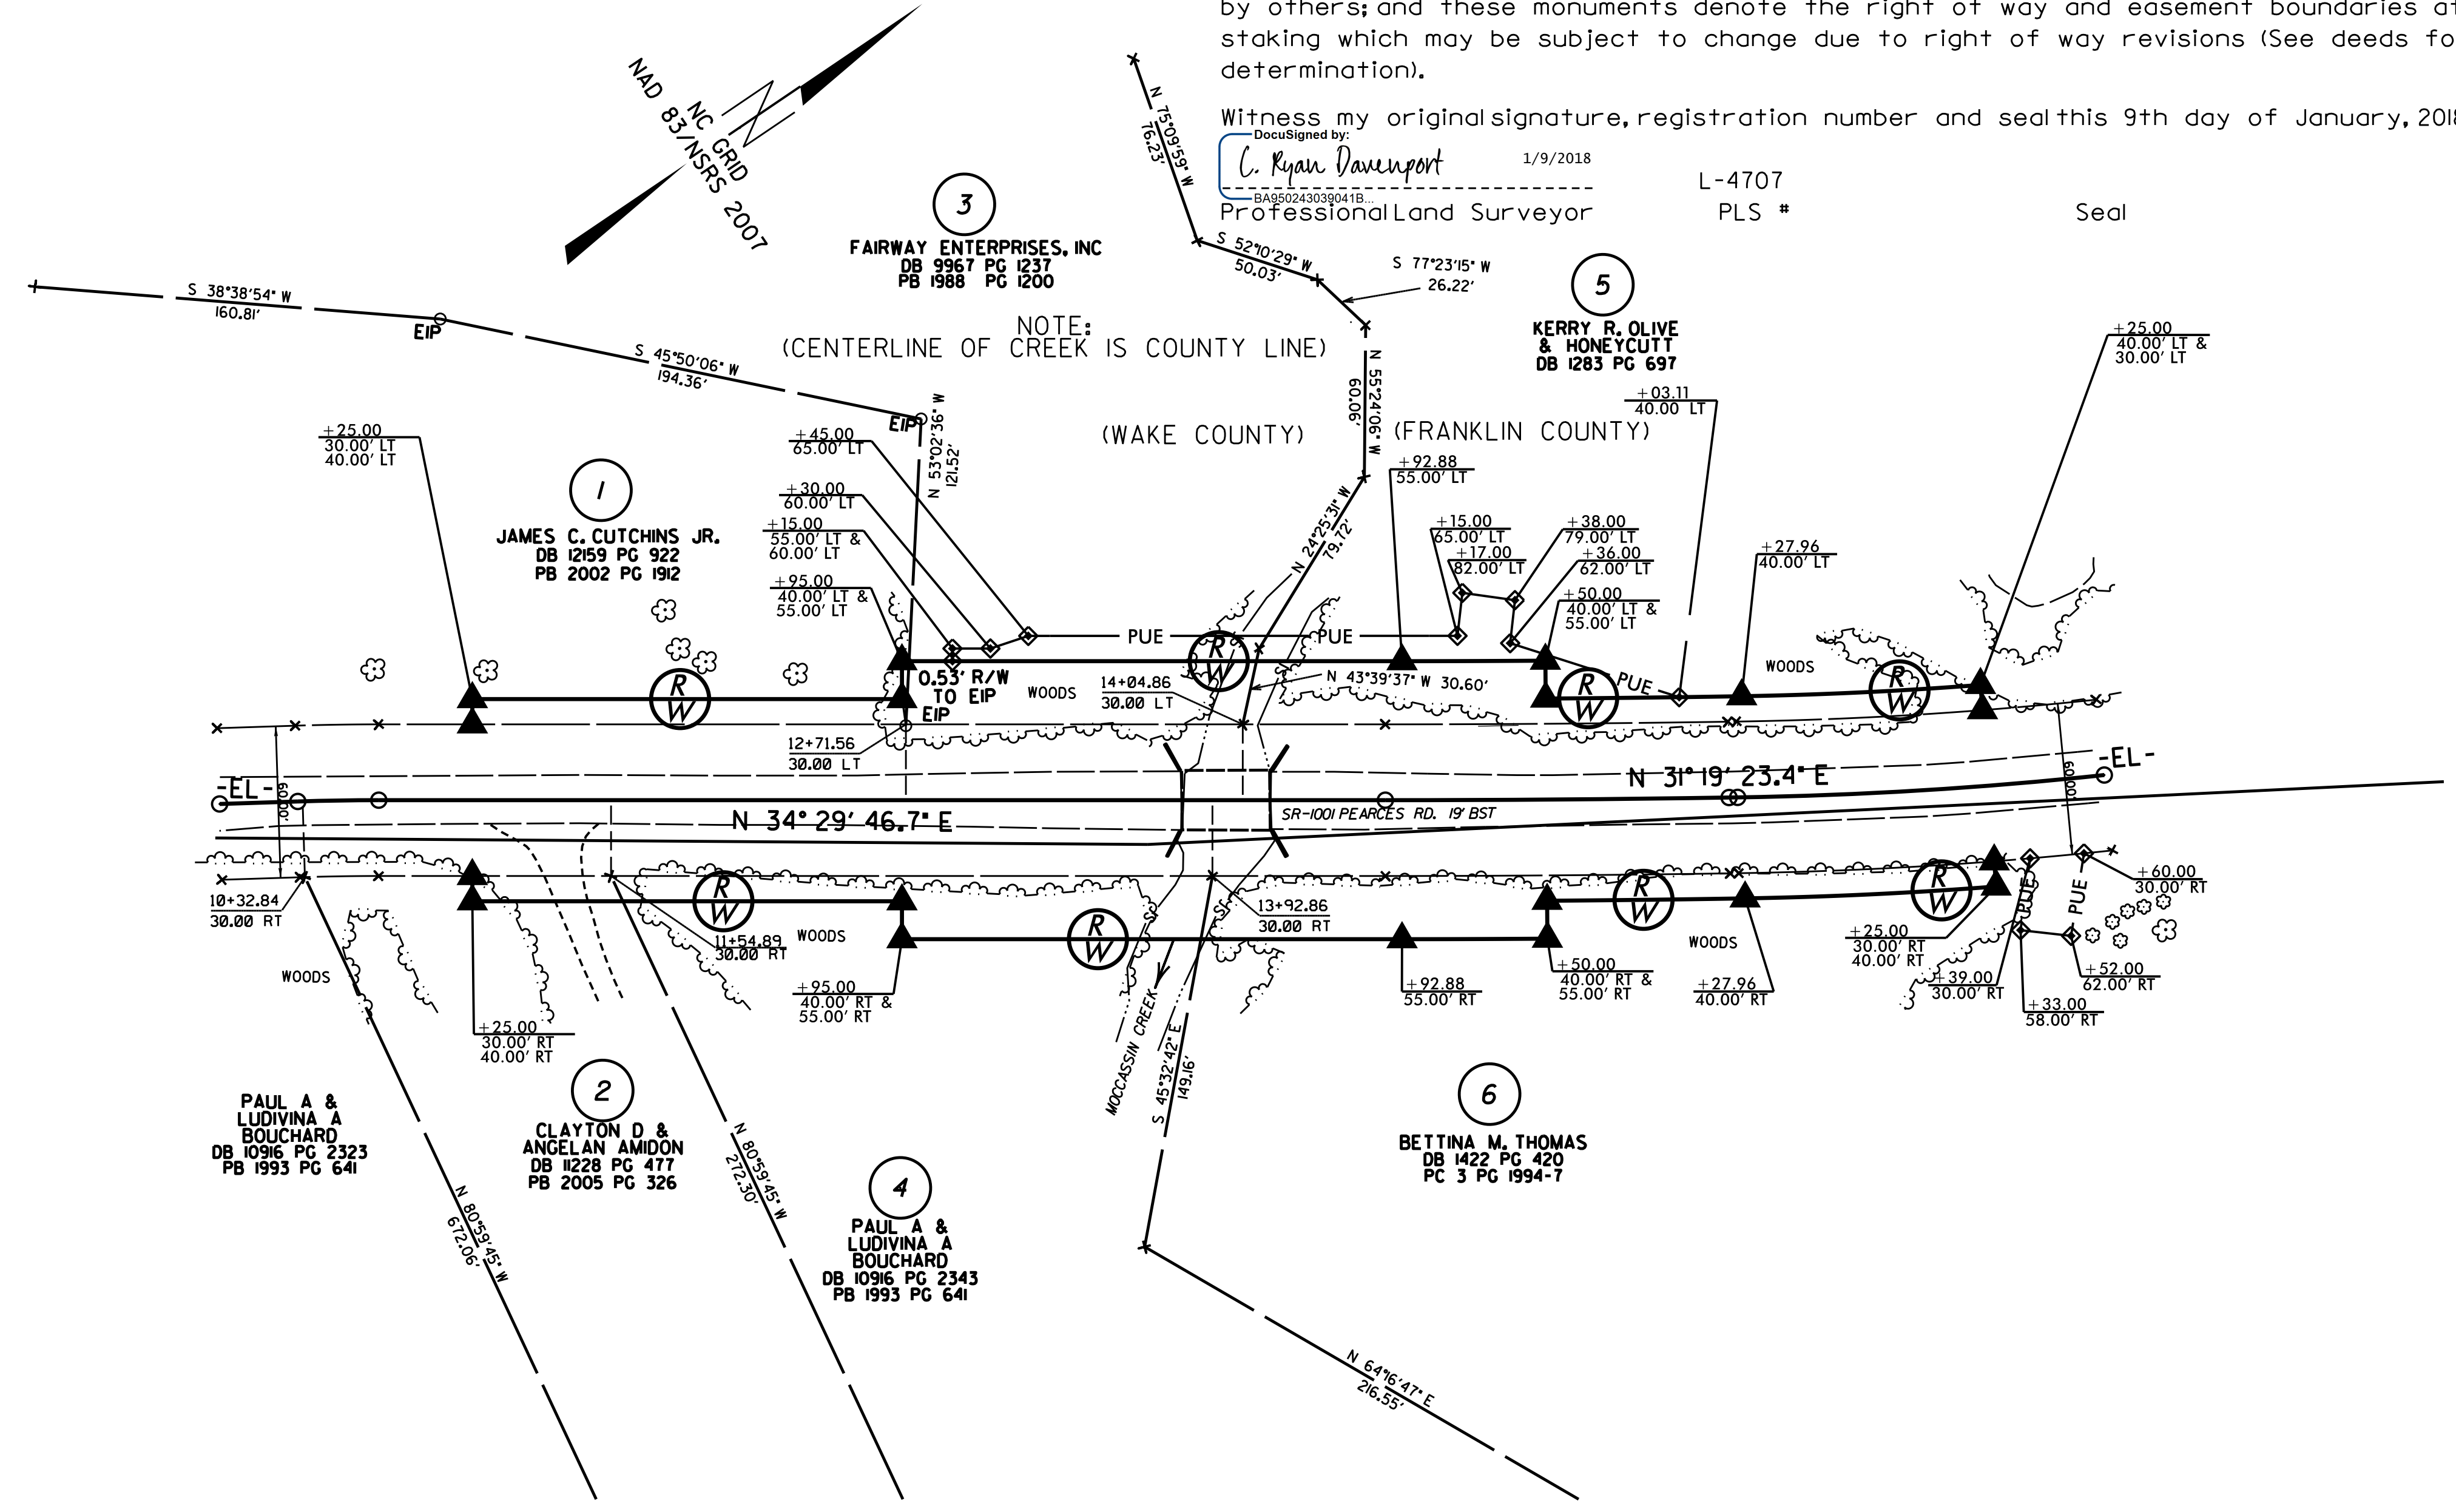 by others; and these monuments denote the right of way and easement boundaries at
staking which may be subject to change due to right of way revisions (See deeds fo
determination).
Witness my original signature, registration number and seal this 9th day of January, 2018
DocuSigned by:
C. Ryan Davenport
1/9/2018
BA950243039041B...
Professional Land Surveyor
L-4707
PLS #
Seal
NC GRID
NAD 83/NSRS 2007
3
FAIRWAY ENTERPRISES, INC
DB 9967 PG 1237
PB 1988 PG 1200
NOTE:
(CENTERLINE OF CREEK IS COUNTY LINE)
(WAKE COUNTY)
(FRANKLIN COUNTY)
N 75°09'59" W
76.23'
S 52°10'29" W
50.03'
S 77°23'15" W
26.22'
N 55°24'06" W
60.06'
N 24°25'31" W
79.72'
5
KERRY R. OLIVE
& HONEYCUTT
DB 1283 PG 697
S 38°38'54" W
160.81'
EIP
S 45°50'06" W
194.36'
EIP
N 53°02'36" W
121.52'
+25.00
30.00' LT
40.00' LT
1
JAMES C. CUTCHINS JR.
DB 12159 PG 922
PB 2002 PG 1912
+45.00
65.00' LT
+30.00
60.00' LT
+15.00
55.00' LT &
60.00' LT
+95.00
40.00' LT &
55.00' LT
+92.88
55.00' LT
+15.00
65.00' LT
+17.00
82.00' LT
+38.00
79.00' LT
+36.00
62.00' LT
+50.00
40.00' LT &
55.00' LT
+03.11
40.00 LT
+27.96
40.00' LT
+25.00
40.00' LT &
30.00' LT
PUE
PUE
PUE
R
W
R
W
R
W
R
W
0.53' R/W
TO EIP
EIP
WOODS
WOODS
14+04.86
30.00 LT
N 43°39'37" W 30.60'
12+71.56
30.00 LT
-EL-
60.00'
N 34° 29' 46.7" E
SR-1001 PEARCES RD. 19' BST
N 31° 19' 23.4" E
-EL-
60.00'
10+32.84
30.00 RT
R
W
R
W
R
W
R
W
11+54.89
30.00 RT
WOODS
WOODS
WOODS
13+92.86
30.00 RT
+25.00
30.00' RT
40.00' RT
+95.00
40.00' RT &
55.00' RT
+92.88
55.00' RT
+50.00
40.00' RT &
55.00' RT
+27.96
40.00' RT
+25.00
30.00' RT
40.00' RT
+39.00
30.00' RT
+33.00
58.00' RT
+52.00
62.00' RT
+60.00
30.00' RT
PUE
PUE
MOCCASSIN CREEK
S 45°32'42" E
149.16'
PAUL A &
LUDIVINA A
BOUCHARD
DB 10916 PG 2323
PB 1993 PG 641
2
CLAYTON D &
ANGELAN AMIDON
DB 11228 PG 477
PB 2005 PG 326
4
PAUL A &
LUDIVINA A
BOUCHARD
DB 10916 PG 2343
PB 1993 PG 641
6
BETTINA M. THOMAS
DB 1422 PG 420
PC 3 PG 1994-7
N 80°59'45" W
672.06'
N 80°59'45" W
272.30'
N 64°16'47" E
216.55'